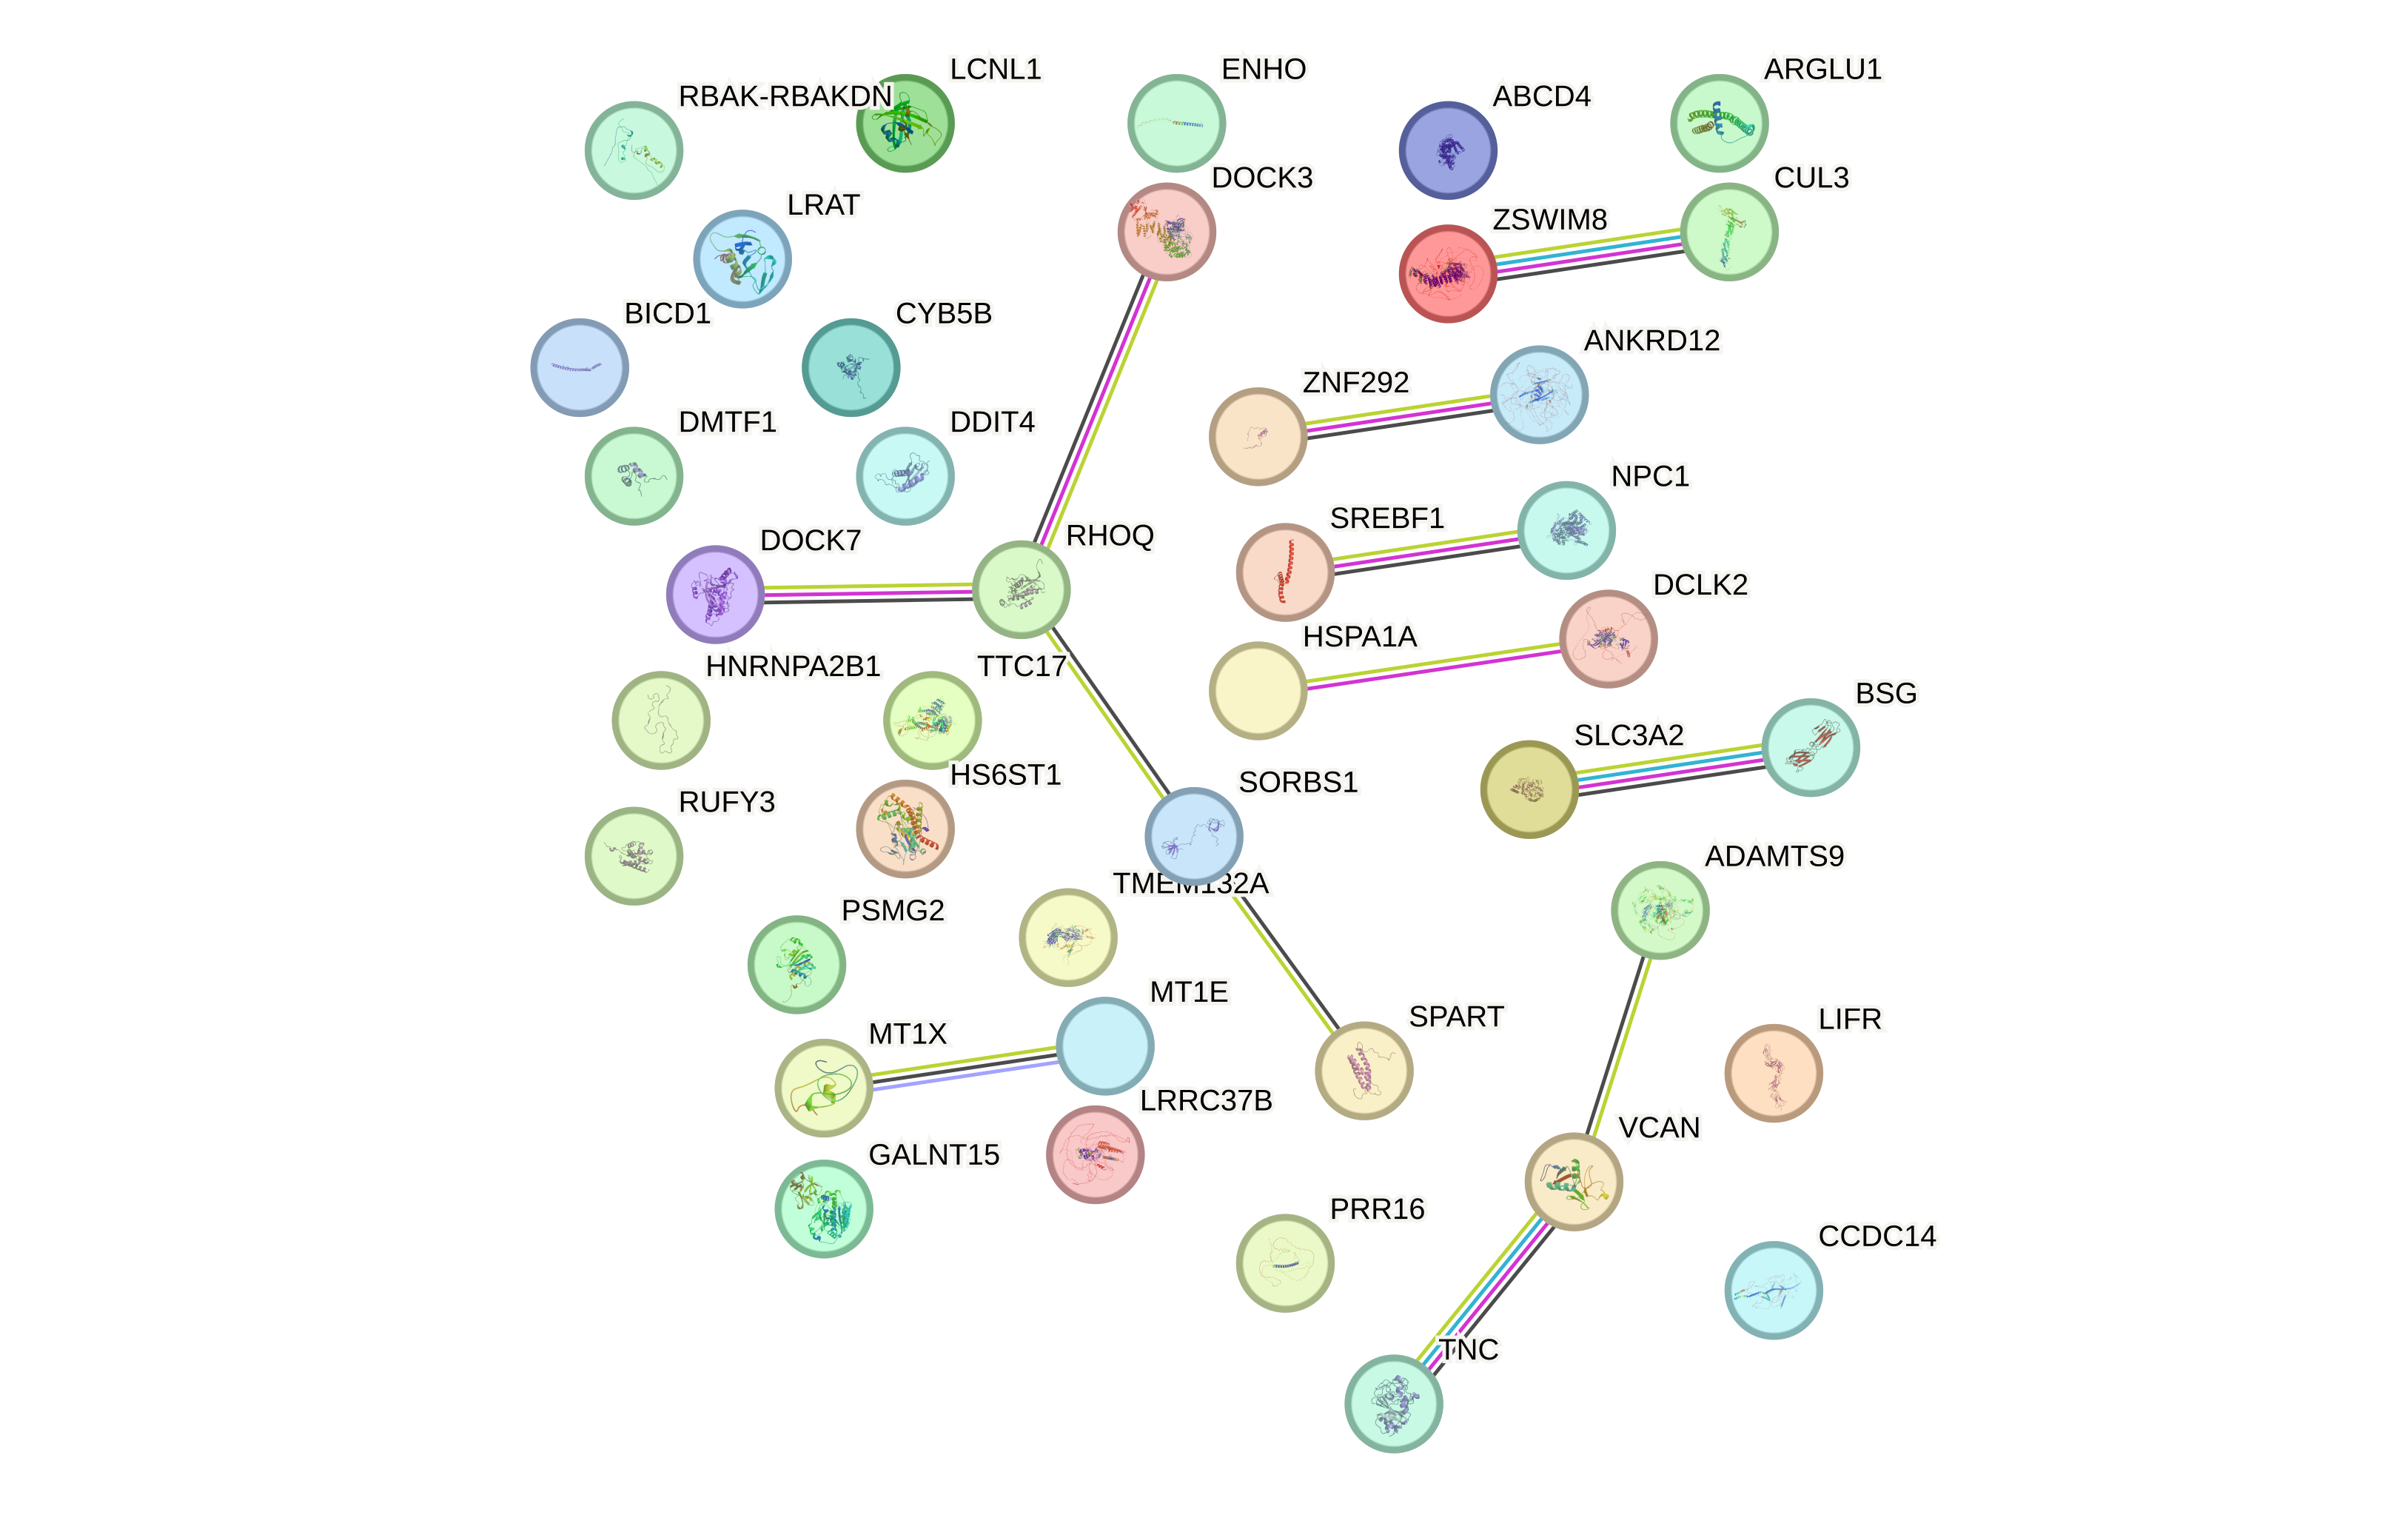 LCNL1
ENHO
ARGLU1
RBAK-RBAKDN
ABCD4
DOCK3
CUL3
LRAT
ZSWIM8
BICD1
CYB5B
ANKRD12
ZNF292
DMTF1
DDIT4
NPC1
SREBF1
DOCK7
RHOQ
DCLK2
HSPA1A
HNRNPA2B1
TTC17
BSG
SLC3A2
HS6ST1
SORBS1
RUFY3
ADAMTS9
TMEM132A
PSMG2
MT1E
SPART
LIFR
MT1X
LRRC37B
VCAN
GALNT15
PRR16
CCDC14
TNC